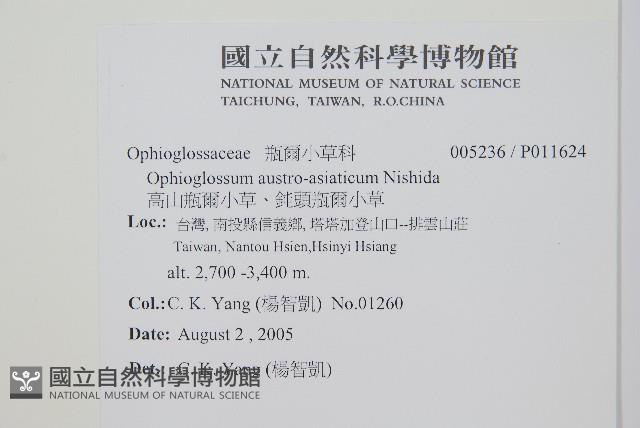 國立自然科學博物館
NATIONAL MUSEUM OF NATURAL SCIENCE
TAICHUNG, TAIWAN, R.O.CHINA
Ophioglossaceae 瓶爾小草科 005236 / P011624
Ophioglossum austro-asiaticum Nishida
高山瓶爾小草、鈍頭瓶爾小草
Loc.: 台灣, 南投縣信義鄉, 塔塔加登山口--排雲山莊
Taiwan, Nantou Hsien,Hsinyi Hsiang
alt. 2,700 -3,400 m.
Col.:C. K. Yang (楊智凱) No.01260
Date: August 2 , 2005
Det.: C. K. Yang (楊智凱)
國立自然科學博物館
NATIONAL MUSEUM OF NATURAL SCIENCE